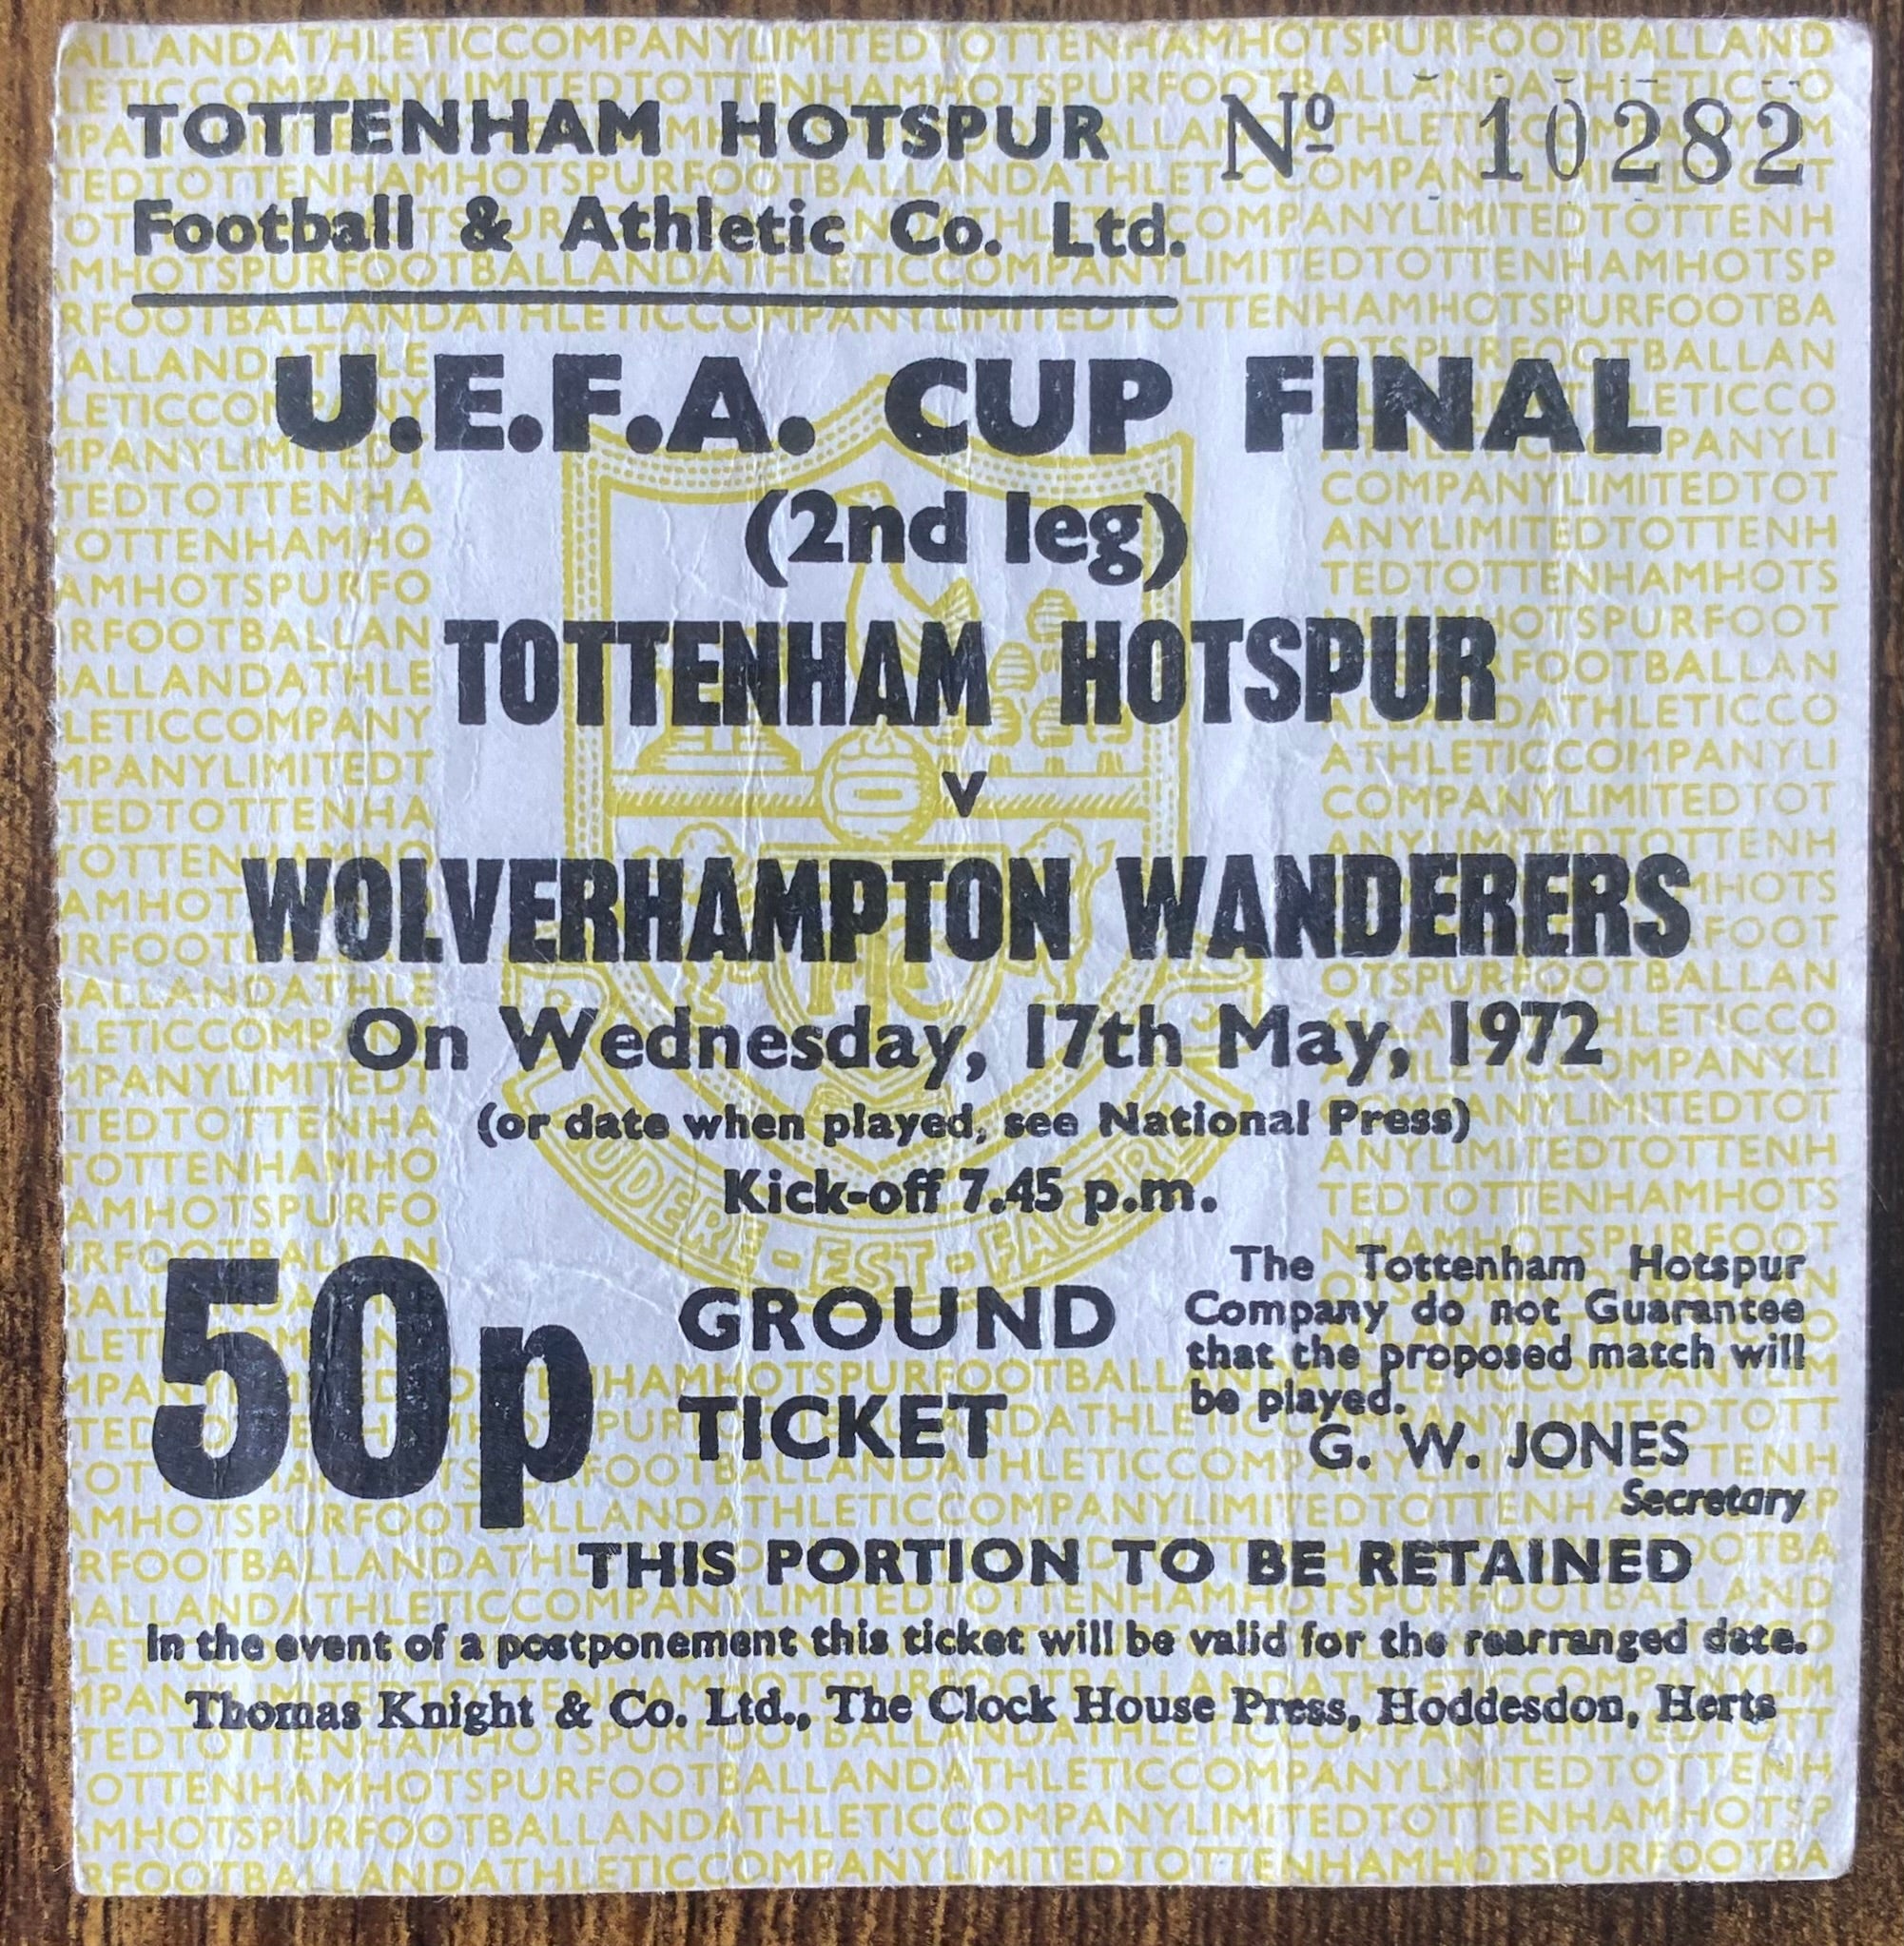 TOTTENHAM HOTSPUR Nº 10282
Football & Athletic Co. Ltd.
U.E.F.A. CUP FINAL
(2nd leg)
TOTTENHAM HOTSPUR
v
WOLVERHAMPTON WANDERERS
On Wednesday, 17th May, 1972
(or date when played, see National Press)
Kick-off 7.45 p.m.
50p
GROUND
TICKET
The Tottenham Hotspur
Company do not Guarantee
that the proposed match will
be played.
G. W. JONES
Secretary
THIS PORTION TO BE RETAINED
In the event of a postponement this ticket will be valid for the rearranged date.
Thomas Knight & Co. Ltd., The Clock House Press, Hoddesdon, Herts